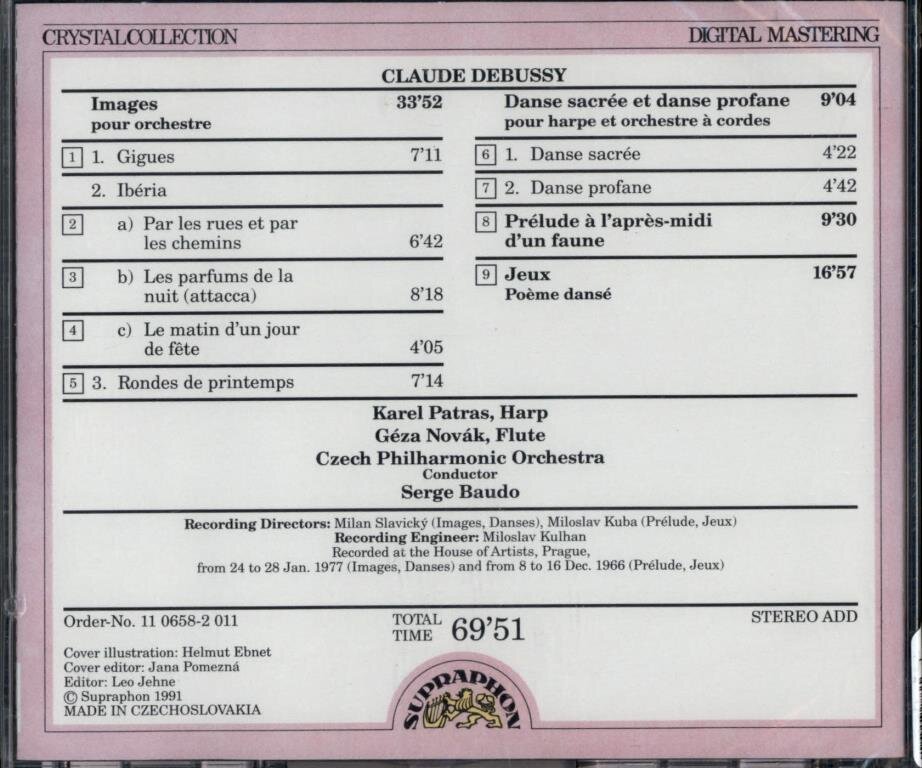 CRYSTALCOLLECTION
DIGITAL MASTERING
CLAUDE DEBUSSY
Images 33'52
pour orchestre
1 1. Gigues 7'11
2. Ibéria
2 a) Par les rues et par
les chemins 6'42
3 b) Les parfums de la
nuit (attacca) 8'18
4 c) Le matin d'un jour
de fête 4'05
5 3. Rondes de printemps 7'14
Danse sacrée et danse profane 9'04
pour harpe et orchestre à cordes
6 1. Danse sacrée 4'22
7 2. Danse profane 4'42
8 Prélude à l'après-midi 9'30
d'un faune
9 Jeux 16'57
Poème dansé
Karel Patras, Harp
Géza Novák, Flute
Czech Philharmonic Orchestra
Conductor
Serge Baudo
Recording Directors: Milan Slavický (Images, Danses), Miloslav Kuba (Prélude, Jeux)
Recording Engineer: Miloslav Kulhan
Recorded at the House of Artists, Prague,
from 24 to 28 Jan. 1977 (Images, Danses) and from 8 to 16 Dec. 1966 (Prélude, Jeux)
Order-No. 11 0658-2 011
TOTAL
TIME 69'51
STEREO ADD
Cover illustration: Helmut Ebnet
Cover editor: Jana Pomezná
Editor: Leo Jehne
© Supraphon 1991
MADE IN CZECHOSLOVAKIA
SUPRAPHON